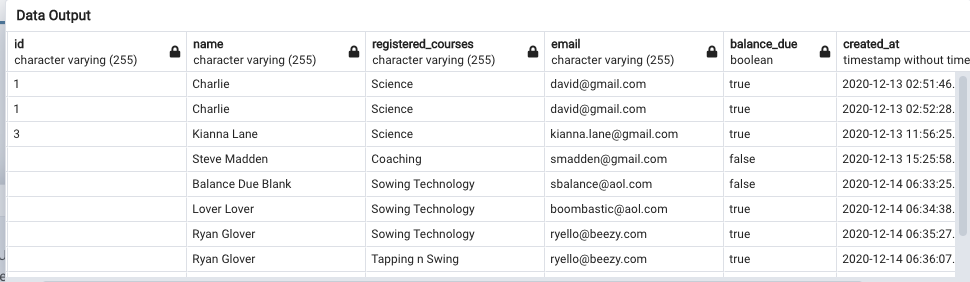 Data Output
id name registered_courses email balance_due created_at
character varying (255) character varying (255) character varying (255) character varying (255) boolean timestamp without time
1 Charlie Science david@gmail.com true 2020-12-13 02:51:46.
1 Charlie Science david@gmail.com true 2020-12-13 02:52:28.
3 Kianna Lane Science kianna.lane@gmail.com true 2020-12-13 11:56:25.
Steve Madden Coaching smadden@gmail.com false 2020-12-13 15:25:58.
Balance Due Blank Sowing Technology sbalance@aol.com false 2020-12-14 06:33:25.
Lover Lover Sowing Technology boombastic@aol.com true 2020-12-14 06:34:38.
Ryan Glover Sowing Technology ryello@beezy.com true 2020-12-14 06:35:27.
Ryan Glover Tapping n Swing ryello@beezy.com true 2020-12-14 06:36:07.